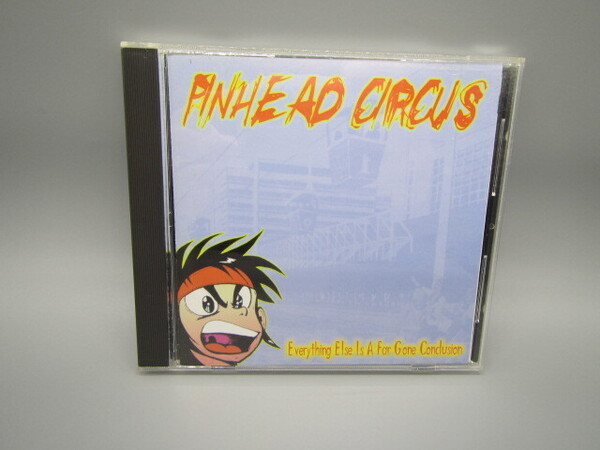 PINHEAD CIRCUS
Everything Else Is A Far Gone Conclusion